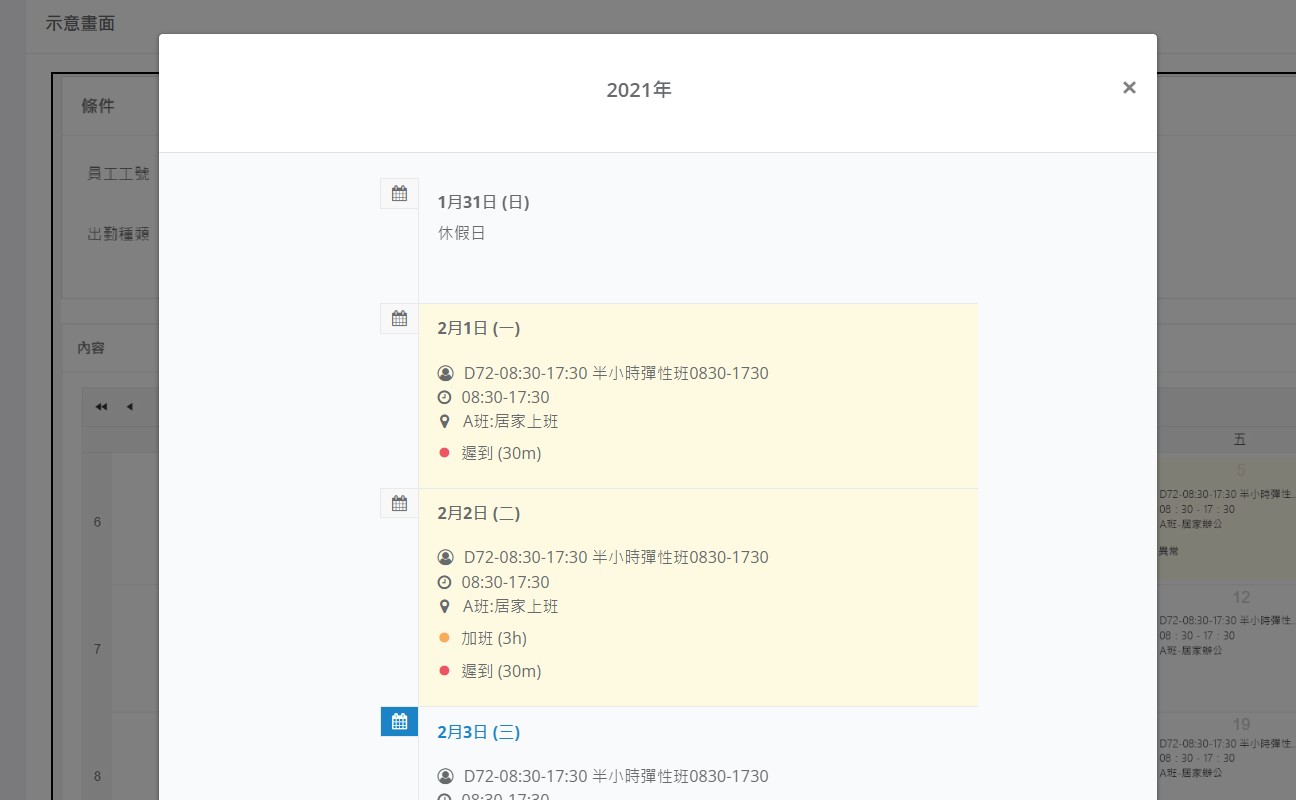 示意畫面
2021年
×
條件
員工工號
出勤種類
內容
1月31日 (日)
休假日
2月1日 (一)
D72-08:30-17:30 半小時彈性班0830-1730
08:30-17:30
A班:居家上班
遲到 (30m)
2月2日 (二)
D72-08:30-17:30 半小時彈性班0830-1730
08:30-17:30
A班:居家上班
加班 (3h)
遲到 (30m)
2月3日 (三)
D72-08:30-17:30 半小時彈性班0830-1730
08:30-17:30
6
7
8
五
5
D72-08:30-17:30 半小時彈性...
08：30 - 17：30
A班-居家辦公
異常
12
D72-08:30-17:30 半小時彈性...
08：30 - 17：30
A班-居家辦公
19
D72-08:30-17:30 半小時彈性...
08：30 - 17：30
A班-居家辦公